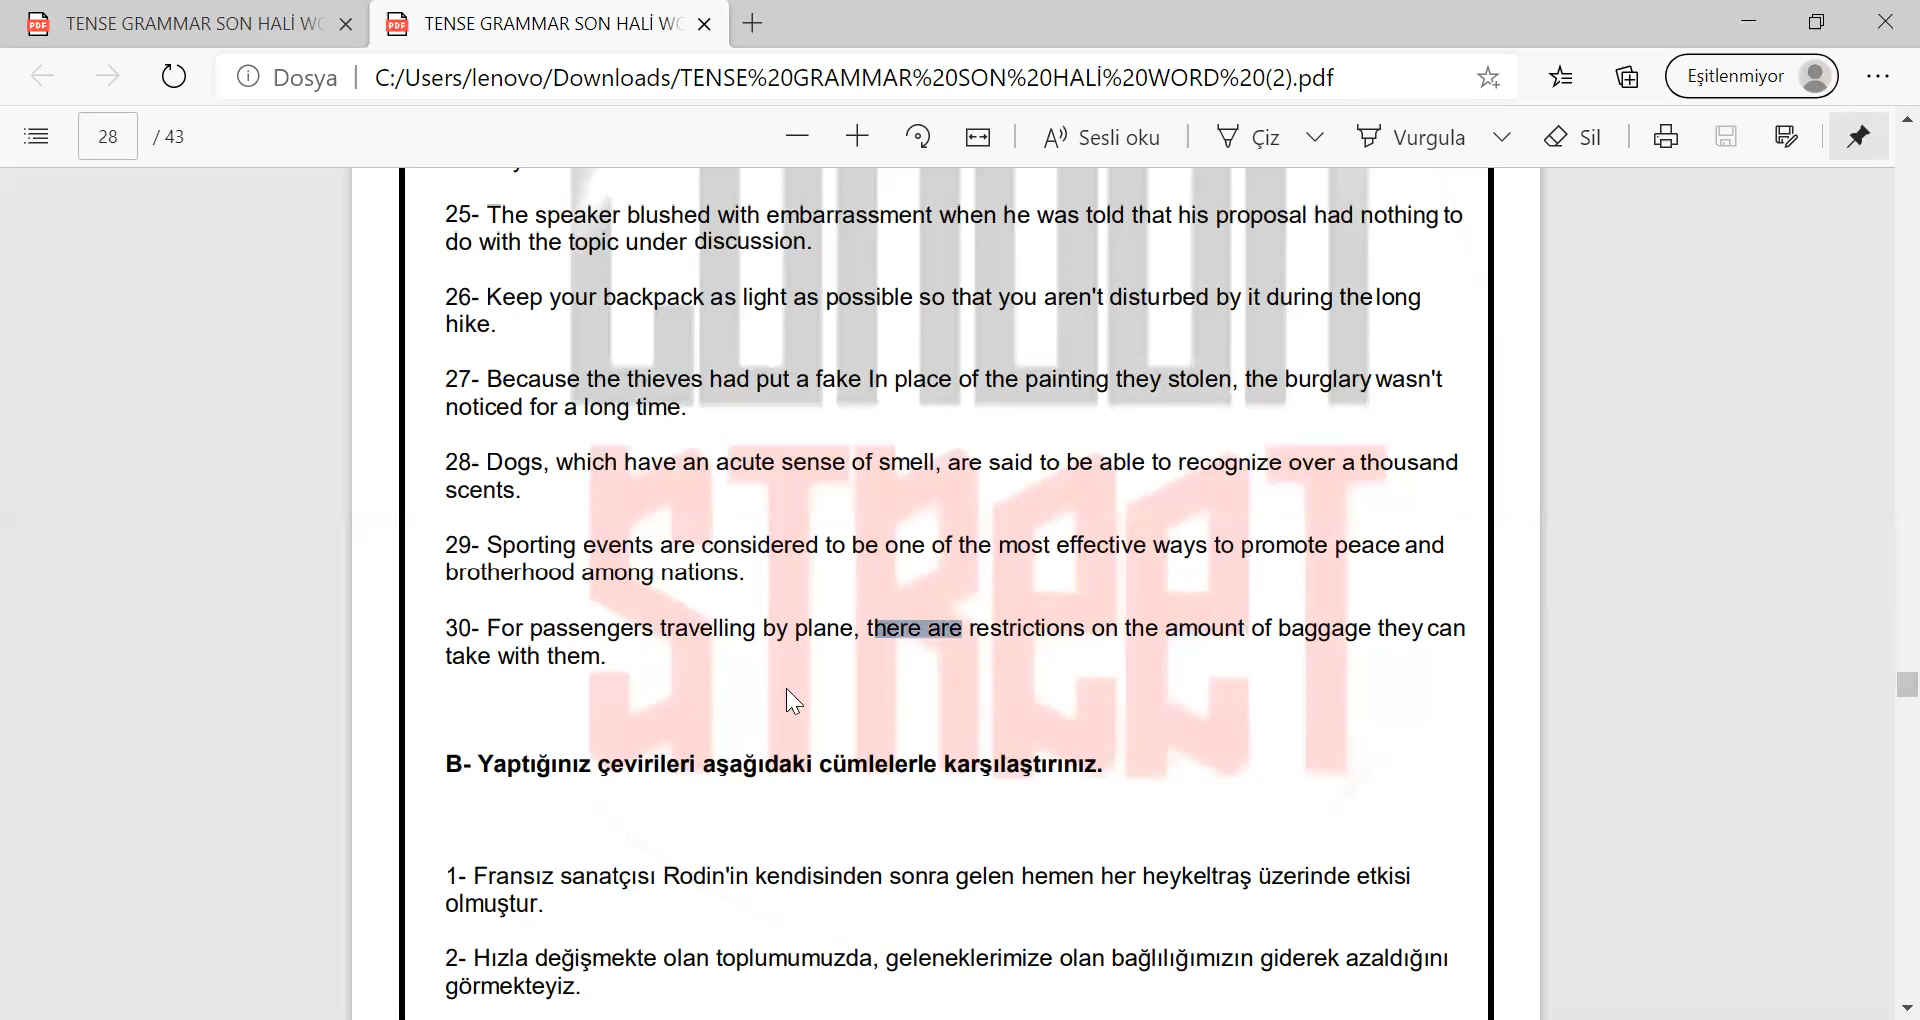 TENSE GRAMMAR SON HALİ WC
TENSE GRAMMAR SON HALİ WC
Dosya
C:/Users/lenovo/Downloads/TENSE%20GRAMMAR%20SON%20HALİ%20WORD%20(2).pdf
Eşitlenmiyor
28 / 43
Sesli oku
Çiz
Vurgula
Sil
25- The speaker blushed with embarrassment when he was told that his proposal had nothing to
do with the topic under discussion.
26- Keep your backpack as light as possible so that you aren't disturbed by it during the long
hike.
27- Because the thieves had put a fake In place of the painting they stolen, the burglary wasn't
noticed for a long time.
28- Dogs, which have an acute sense of smell, are said to be able to recognize over a thousand
scents.
29- Sporting events are considered to be one of the most effective ways to promote peace and
brotherhood among nations.
30- For passengers travelling by plane, there are restrictions on the amount of baggage they can
take with them.
STReeT
B- Yaptığınız çevirileri aşağıdaki cümlelerle karşılaştırınız.
1- Fransız sanatçısı Rodin'in kendisinden sonra gelen hemen her heykeltraş üzerinde etkisi
olmuştur.
2- Hızla değişmekte olan toplumumuzda, geleneklerimize olan bağlılığımızın giderek azaldığını
görmekteyiz.